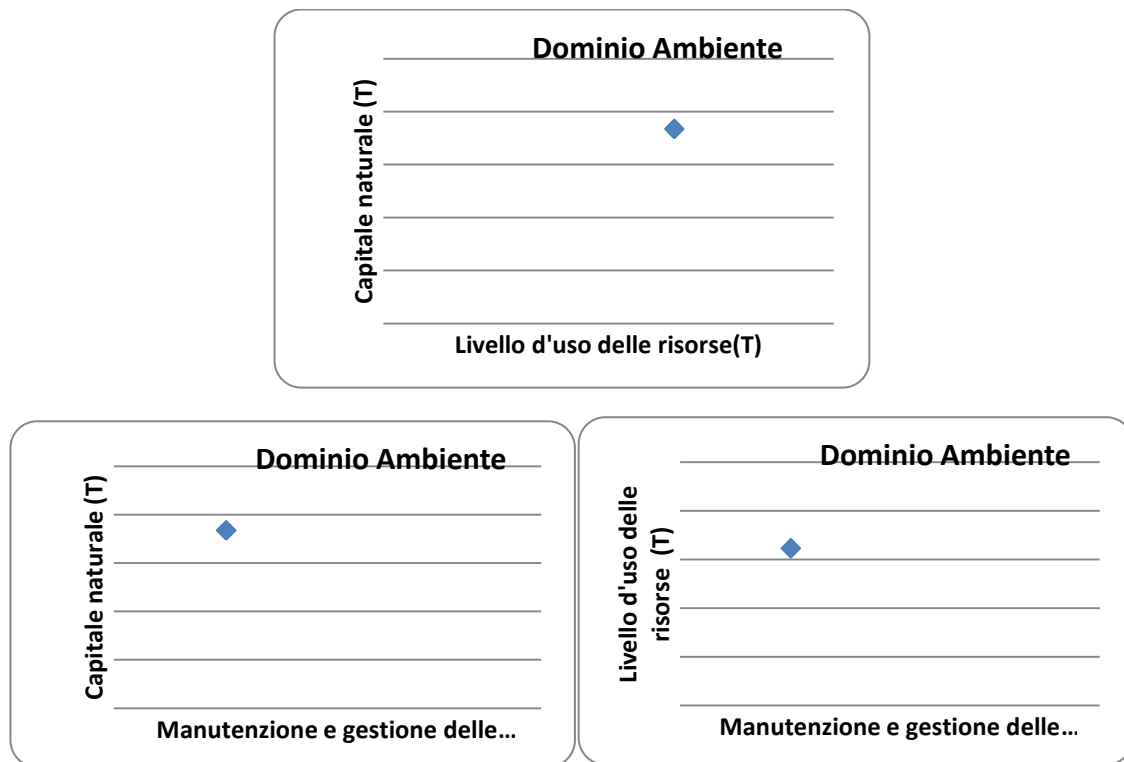 Dominio Ambiente
Capitale naturale (T)
Livello d'uso delle risorse(T)
Dominio Ambiente
Capitale naturale (T)
Manutenzione e gestione delle...
Dominio Ambiente
Livello d'uso delle
risorse (T)
Manutenzione e gestione delle...